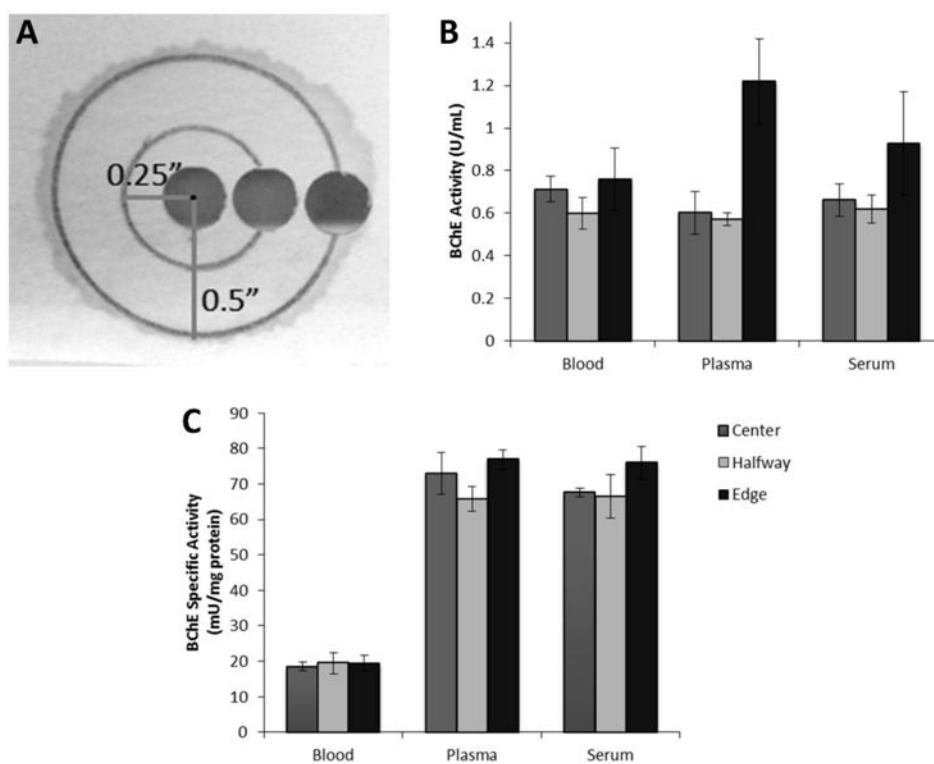 A
0.25”
0.5”
B
BChE Activity (U/mL)
1.4
1.2
1
0.8
0.6
0.4
0.2
0
Blood Plasma Serum
C
BChE Specific Activity
(mU/mg protein)
90
80
70
60
50
40
30
20
10
0
Blood Plasma Serum
Center
Halfway
Edge